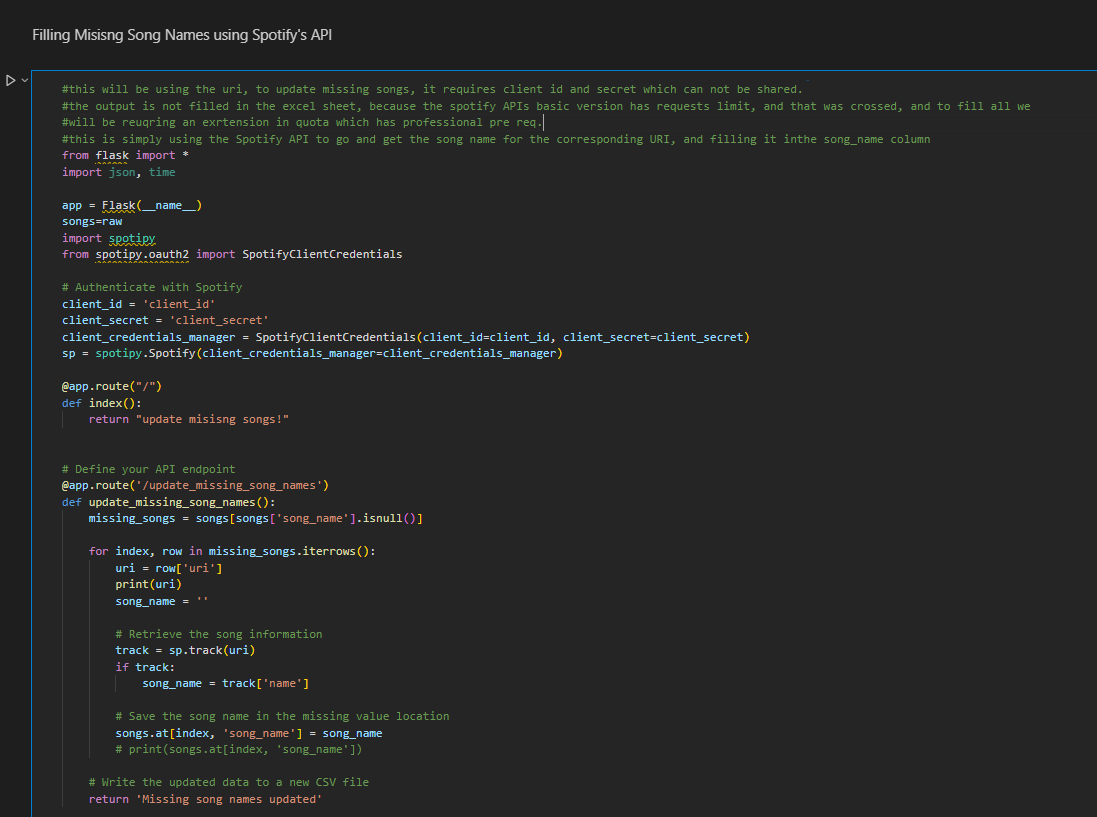 Filling Misisng Song Names using Spotify's API
#this will be using the uri, to update missing songs, it requires client id and secret which can not be shared.
#the output is not filled in the excel sheet, because the spotify APIs basic version has requests limit, and that was crossed, and to fill all we
#will be reuqring an exrtension in quota which has professional pre req.
#this is simply using the Spotify API to go and get the song name for the corresponding URI, and filling it inthe song_name column
from flask import *
import json, time
app = Flask(__name__)
songs=raw
import spotipy
from spotipy.oauth2 import SpotifyClientCredentials
# Authenticate with Spotify
client_id = 'client_id'
client_secret = 'client_secret'
client_credentials_manager = SpotifyClientCredentials(client_id=client_id, client_secret=client_secret)
sp = spotipy.Spotify(client_credentials_manager=client_credentials_manager)
@app.route("/")
def index():
    return "update misisng songs!"
# Define your API endpoint
@app.route('/update_missing_song_names')
def update_missing_song_names():
    missing_songs = songs[songs['song_name'].isnull()]
    for index, row in missing_songs.iterrows():
        uri = row['uri']
        print(uri)
        song_name = ''
        # Retrieve the song information
        track = sp.track(uri)
        if track:
            song_name = track['name']
        # Save the song name in the missing value location
        songs.at[index, 'song_name'] = song_name
        # print(songs.at[index, 'song_name'])
    # Write the updated data to a new CSV file
    return 'Missing song names updated'